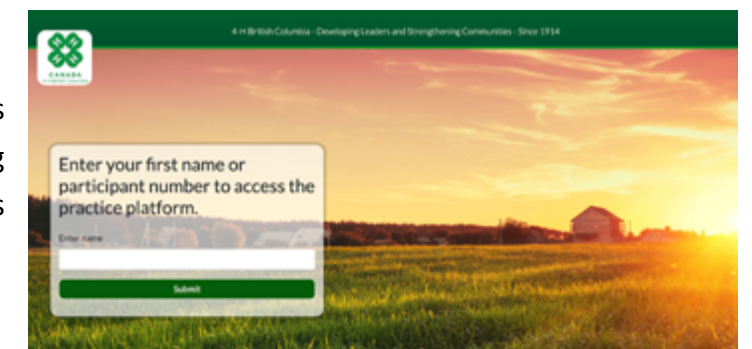 4-H British Columbia - Developing Leaders and Strengthening Communities - Since 1914
CANADA
s
g
s
Enter your first name or
participant number to access the
practice platform.
Enter name
Submit